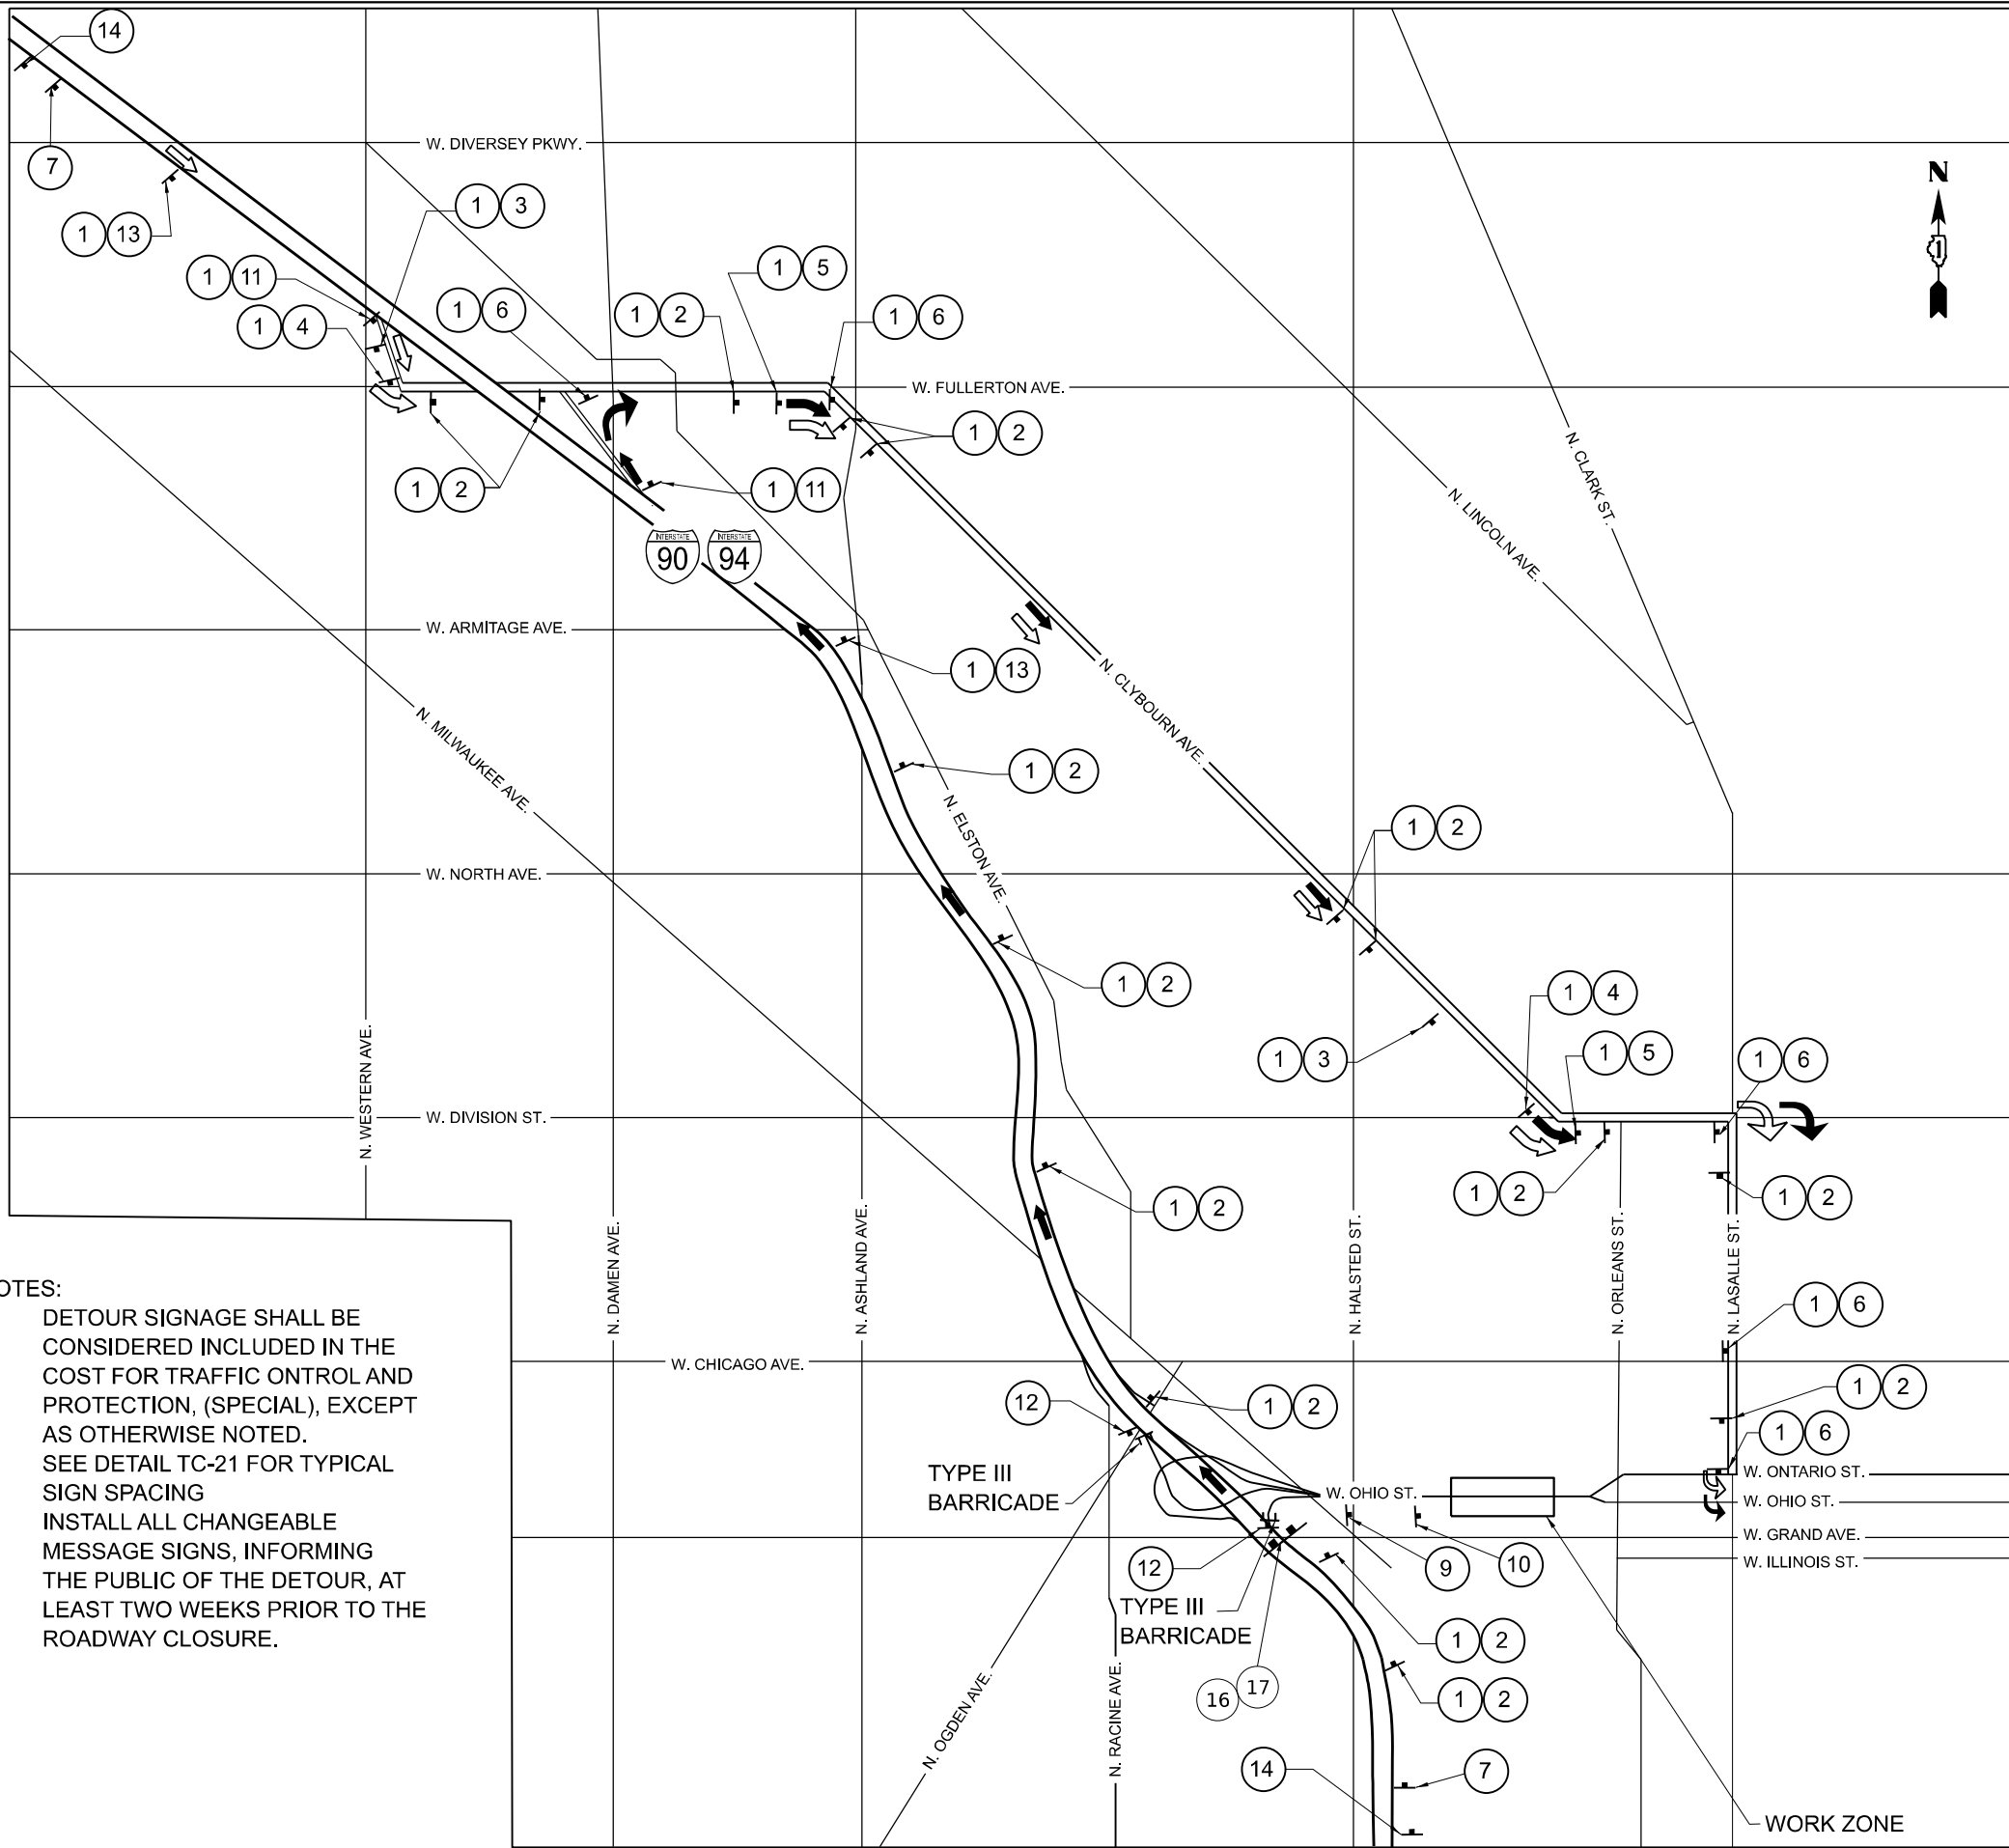 14
7
W. DIVERSEY PKWY.
N
1 3
1 13
1 11
1 5
1 4
1 6
1 2
1 6
1
W. FULLERTON AVE.
1 2
N. CLARK ST.
1 2
1 11
N. LINCOLN AVE.
INTERSTATE
90
INTERSTATE
94
W. ARMITAGE AVE.
1 13
N. CLYBOURN AVE.
N. MILWAUKEE AVE.
1 2
N. ELSTON AVE.
1 2
W. NORTH AVE.
1 2
1 4
1 3
1 5
1 6
N. WESTERN AVE.
W. DIVISION ST.
1 2
1 2
1 2
N. DAMEN AVE.
N. ASHLAND AVE.
N. HALSTED ST.
N. ORLEANS ST.
N. LASALLE ST.
OTES:
DETOUR SIGNAGE SHALL BE
CONSIDERED INCLUDED IN THE
COST FOR TRAFFIC ONTROL AND
PROTECTION, (SPECIAL), EXCEPT
AS OTHERWISE NOTED.
SEE DETAIL TC-21 FOR TYPICAL
SIGN SPACING
INSTALL ALL CHANGEABLE
MESSAGE SIGNS, INFORMING
THE PUBLIC OF THE DETOUR, AT
LEAST TWO WEEKS PRIOR TO THE
ROADWAY CLOSURE.
1 6
W. CHICAGO AVE.
12
1 2
1 2
1 6
TYPE III
BARRICADE
W. OHIO ST.
W. ONTARIO ST.
W. OHIO ST.
W. GRAND AVE.
W. ILLINOIS ST.
12
9
10
TYPE III
BARRICADE
1 2
16
17
1 2
N. OGDEN AVE.
N. RACINE AVE.
14
7
WORK ZONE